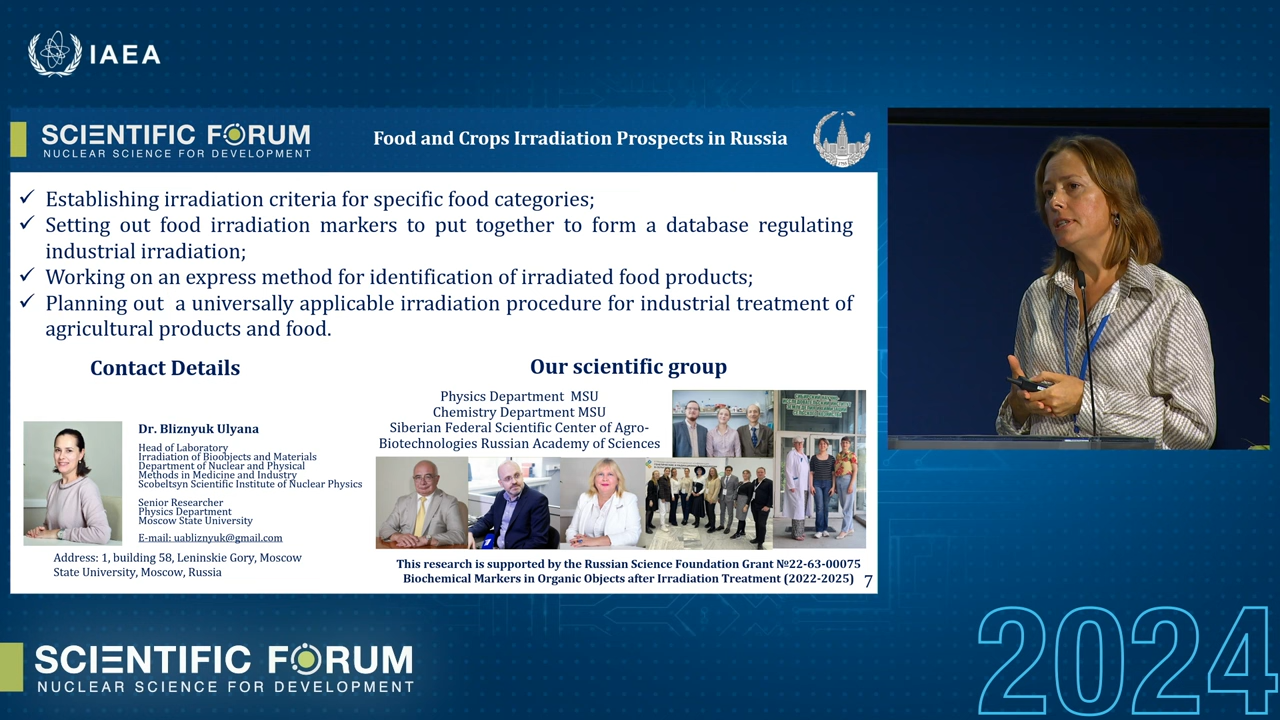 IAEA
SCIENTIFIC FORUM
NUCLEAR SCIENCE FOR DEVELOPMENT
Food and Crops Irradiation Prospects in Russia
✓ Establishing irradiation criteria for specific food categories;
✓ Setting out food irradiation markers to put together to form a database regulating
industrial irradiation;
✓ Working on an express method for identification of irradiated food products;
✓ Planning out a universally applicable irradiation procedure for industrial treatment of
agricultural products and food.
Contact Details
Dr. Bliznyuk Ulyana
Head of Laboratory
Irradiation of Bioobjects and Materials
Department of Nuclear and Physical
Methods in Medicine and Industry
Scobeltsyn Scientific Institute of Nuclear Physics
Senior Researcher
Physics Department
Moscow State University
E-mail: uabliznyuk@gmail.com
Address: 1, building 58, Leninskie Gory, Moscow
State University, Moscow, Russia
Our scientific group
Physics Department MSU
Chemistry Department MSU
Siberian Federal Scientific Center of Agro-
Biotechnologies Russian Academy of Sciences
This research is supported by the Russian Science Foundation Grant №22-63-00075
Biochemical Markers in Organic Objects after Irradiation Treatment (2022-2025)
7
SCIENTIFIC FORUM
NUCLEAR SCIENCE FOR DEVELOPMENT
2024